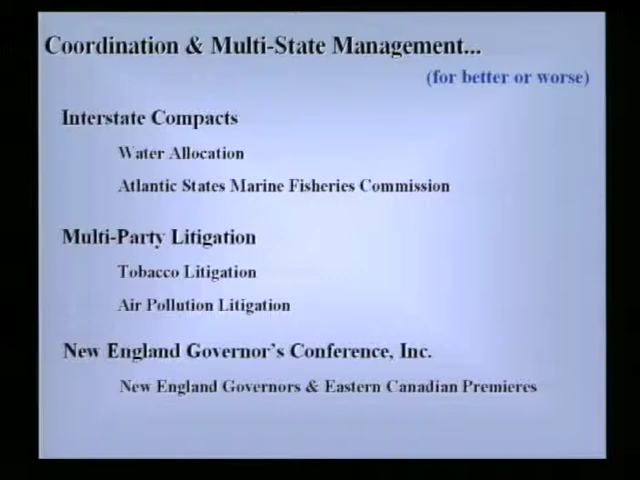 Coordination & Multi-State Management...
(for better or worse)
Interstate Compacts
Water Allocation
Atlantic States Marine Fisheries Commission
Multi-Party Litigation
Tobacco Litigation
Air Pollution Litigation
New England Governor's Conference, Inc.
New England Governors & Eastern Canadian Premieres